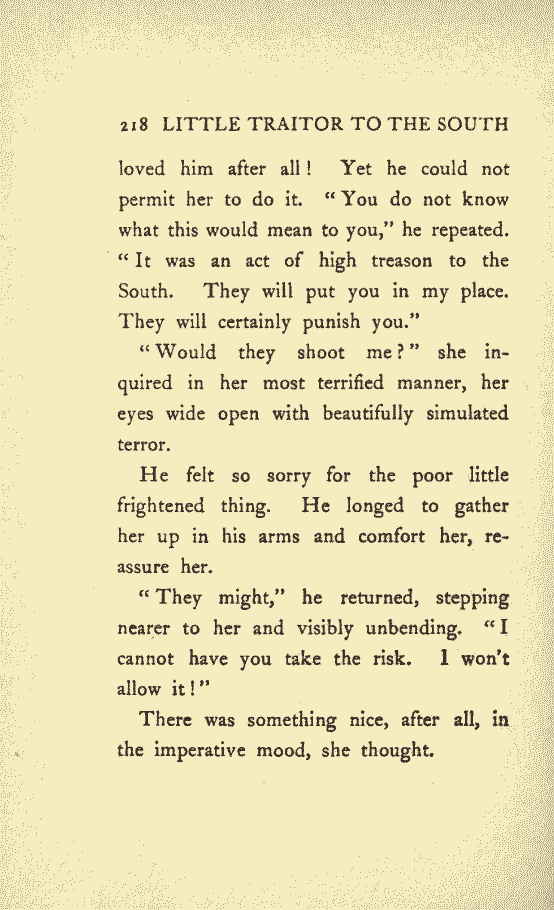 218 LITTLE TRAITOR TO THE SOUTH
loved him after all! Yet he could not
permit her to do it. “You do not know
what this would mean to you,” he repeated.
“It was an act of high treason to the
South. They will put you in my place.
They will certainly punish you.”
“Would they shoot me?” she in-
quired in her most terrified manner, her
eyes wide open with beautifully simulated
terror.
He felt so sorry for the poor little
frightened thing. He longed to gather
her up in his arms and comfort her, re-
assure her.
“They might,” he returned, stepping
nearer to her and visibly unbending. “I
cannot have you take the risk. I won’t
allow it!”
There was something nice, after all, in
the imperative mood, she thought.